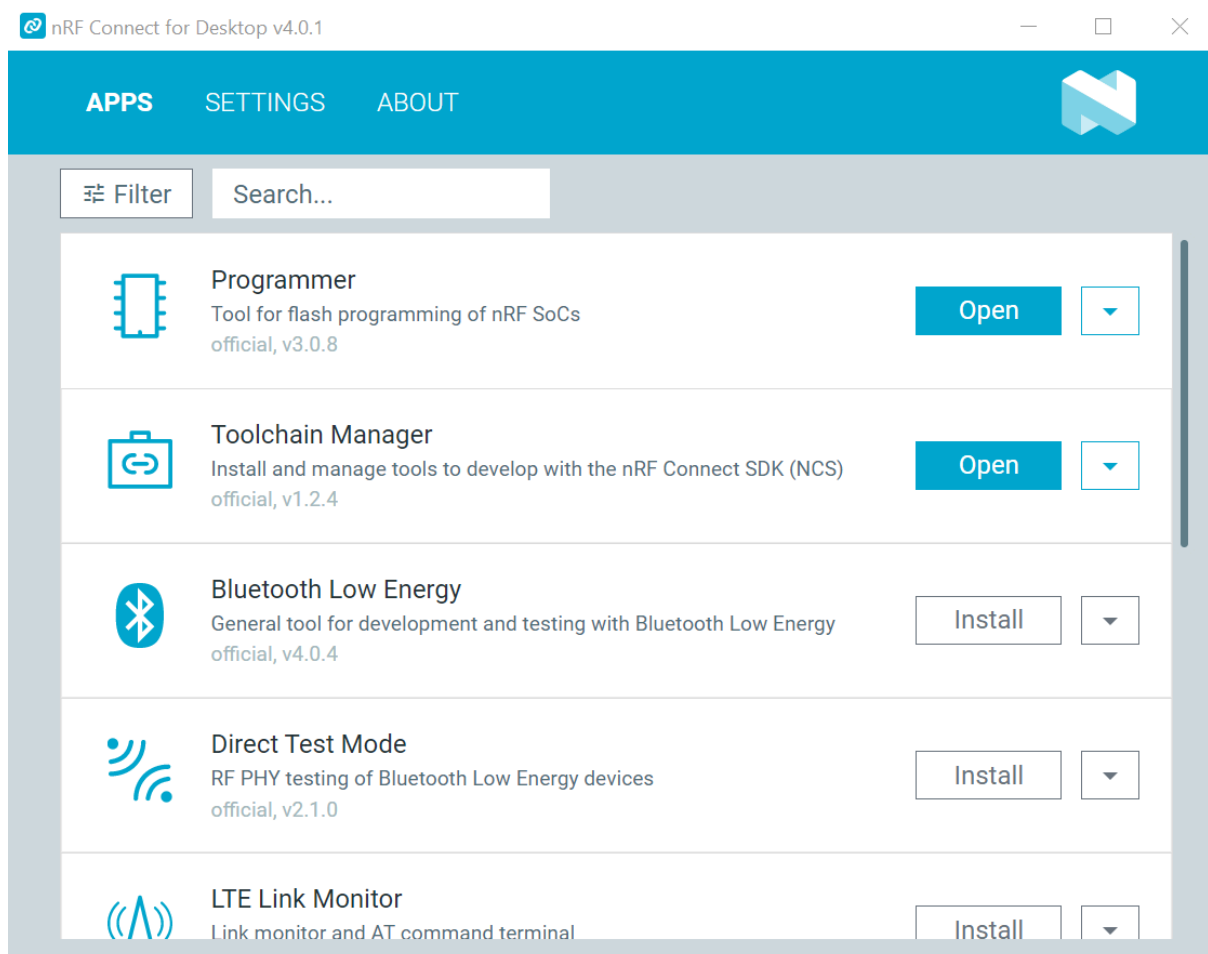 nRF Connect for Desktop v4.0.1
APPS SETTINGS ABOUT
Filter Search...
Programmer
Tool for flash programming of nRF SoCs
official, v3.0.8
Open
Toolchain Manager
Install and manage tools to develop with the nRF Connect SDK (NCS)
official, v1.2.4
Open
Bluetooth Low Energy
General tool for development and testing with Bluetooth Low Energy
official, v4.0.4
Install
Direct Test Mode
RF PHY testing of Bluetooth Low Energy devices
official, v2.1.0
Install
LTE Link Monitor
Link monitor and AT command terminal
Install